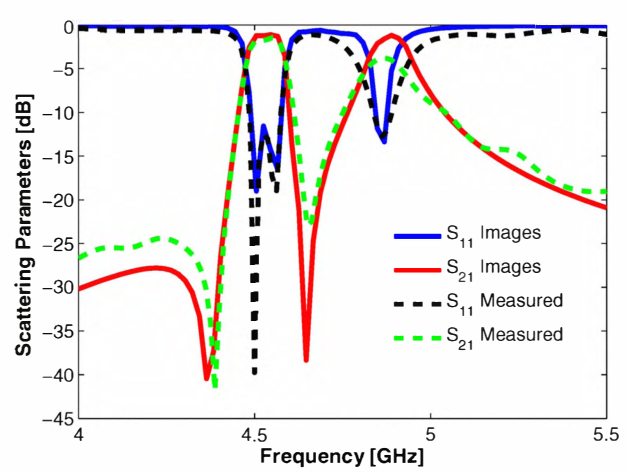 Scattering Parameters [dB]
0
−5
−10
−15
−20
−25
−30
−35
−40
−45
S11 Images
S21 Images
S11 Measured
S21 Measured
4
4.5
5
5.5
Frequency [GHz]